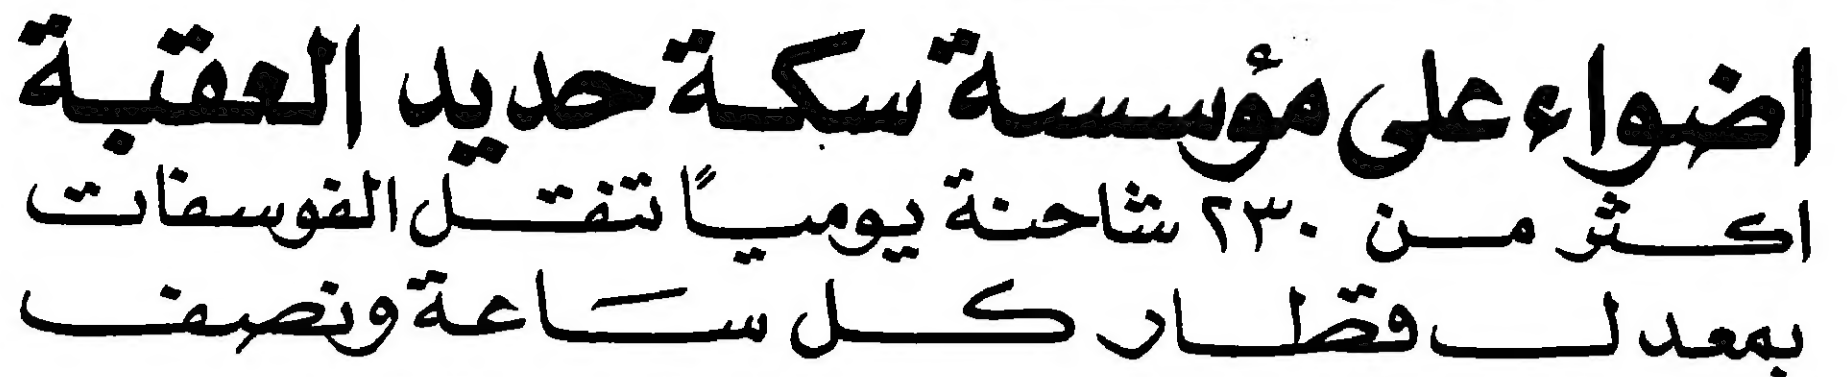 اضواء على مؤسسة سكة حديد العقبة
اكثر من ٢٣٠ شاحنة يومياً تنقل الفوسفات
بمعدل قطار كل ساعة ونصف